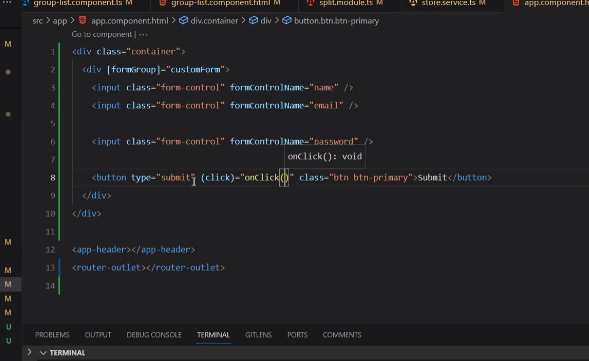 group-list.component.ts M group-list.component.html M split.module.ts M store.service.ts M app.component.html
src > app > app.component.html > div.container > div > button.btn.btn-primary
Go to component | ···
M 1 <div class="container">
2 <div [formGroup]="customForm">
3 <input class="form-control" formControlName="name" />
4 <input class="form-control" formControlName="email" />
5
6 <input class="form-control" formControlName="password" />
7 onClick(): void
8 <button type="submit" (click)="onClick()" class="btn btn-primary">Submit</button>
9 </div>
M 10 </div>
11
M 12 <app-header></app-header>
M 13 <router-outlet></router-outlet>
M 14
M
U
U
PROBLEMS OUTPUT DEBUG CONSOLE TERMINAL GITLENS PORTS COMMENTS
TERMINAL